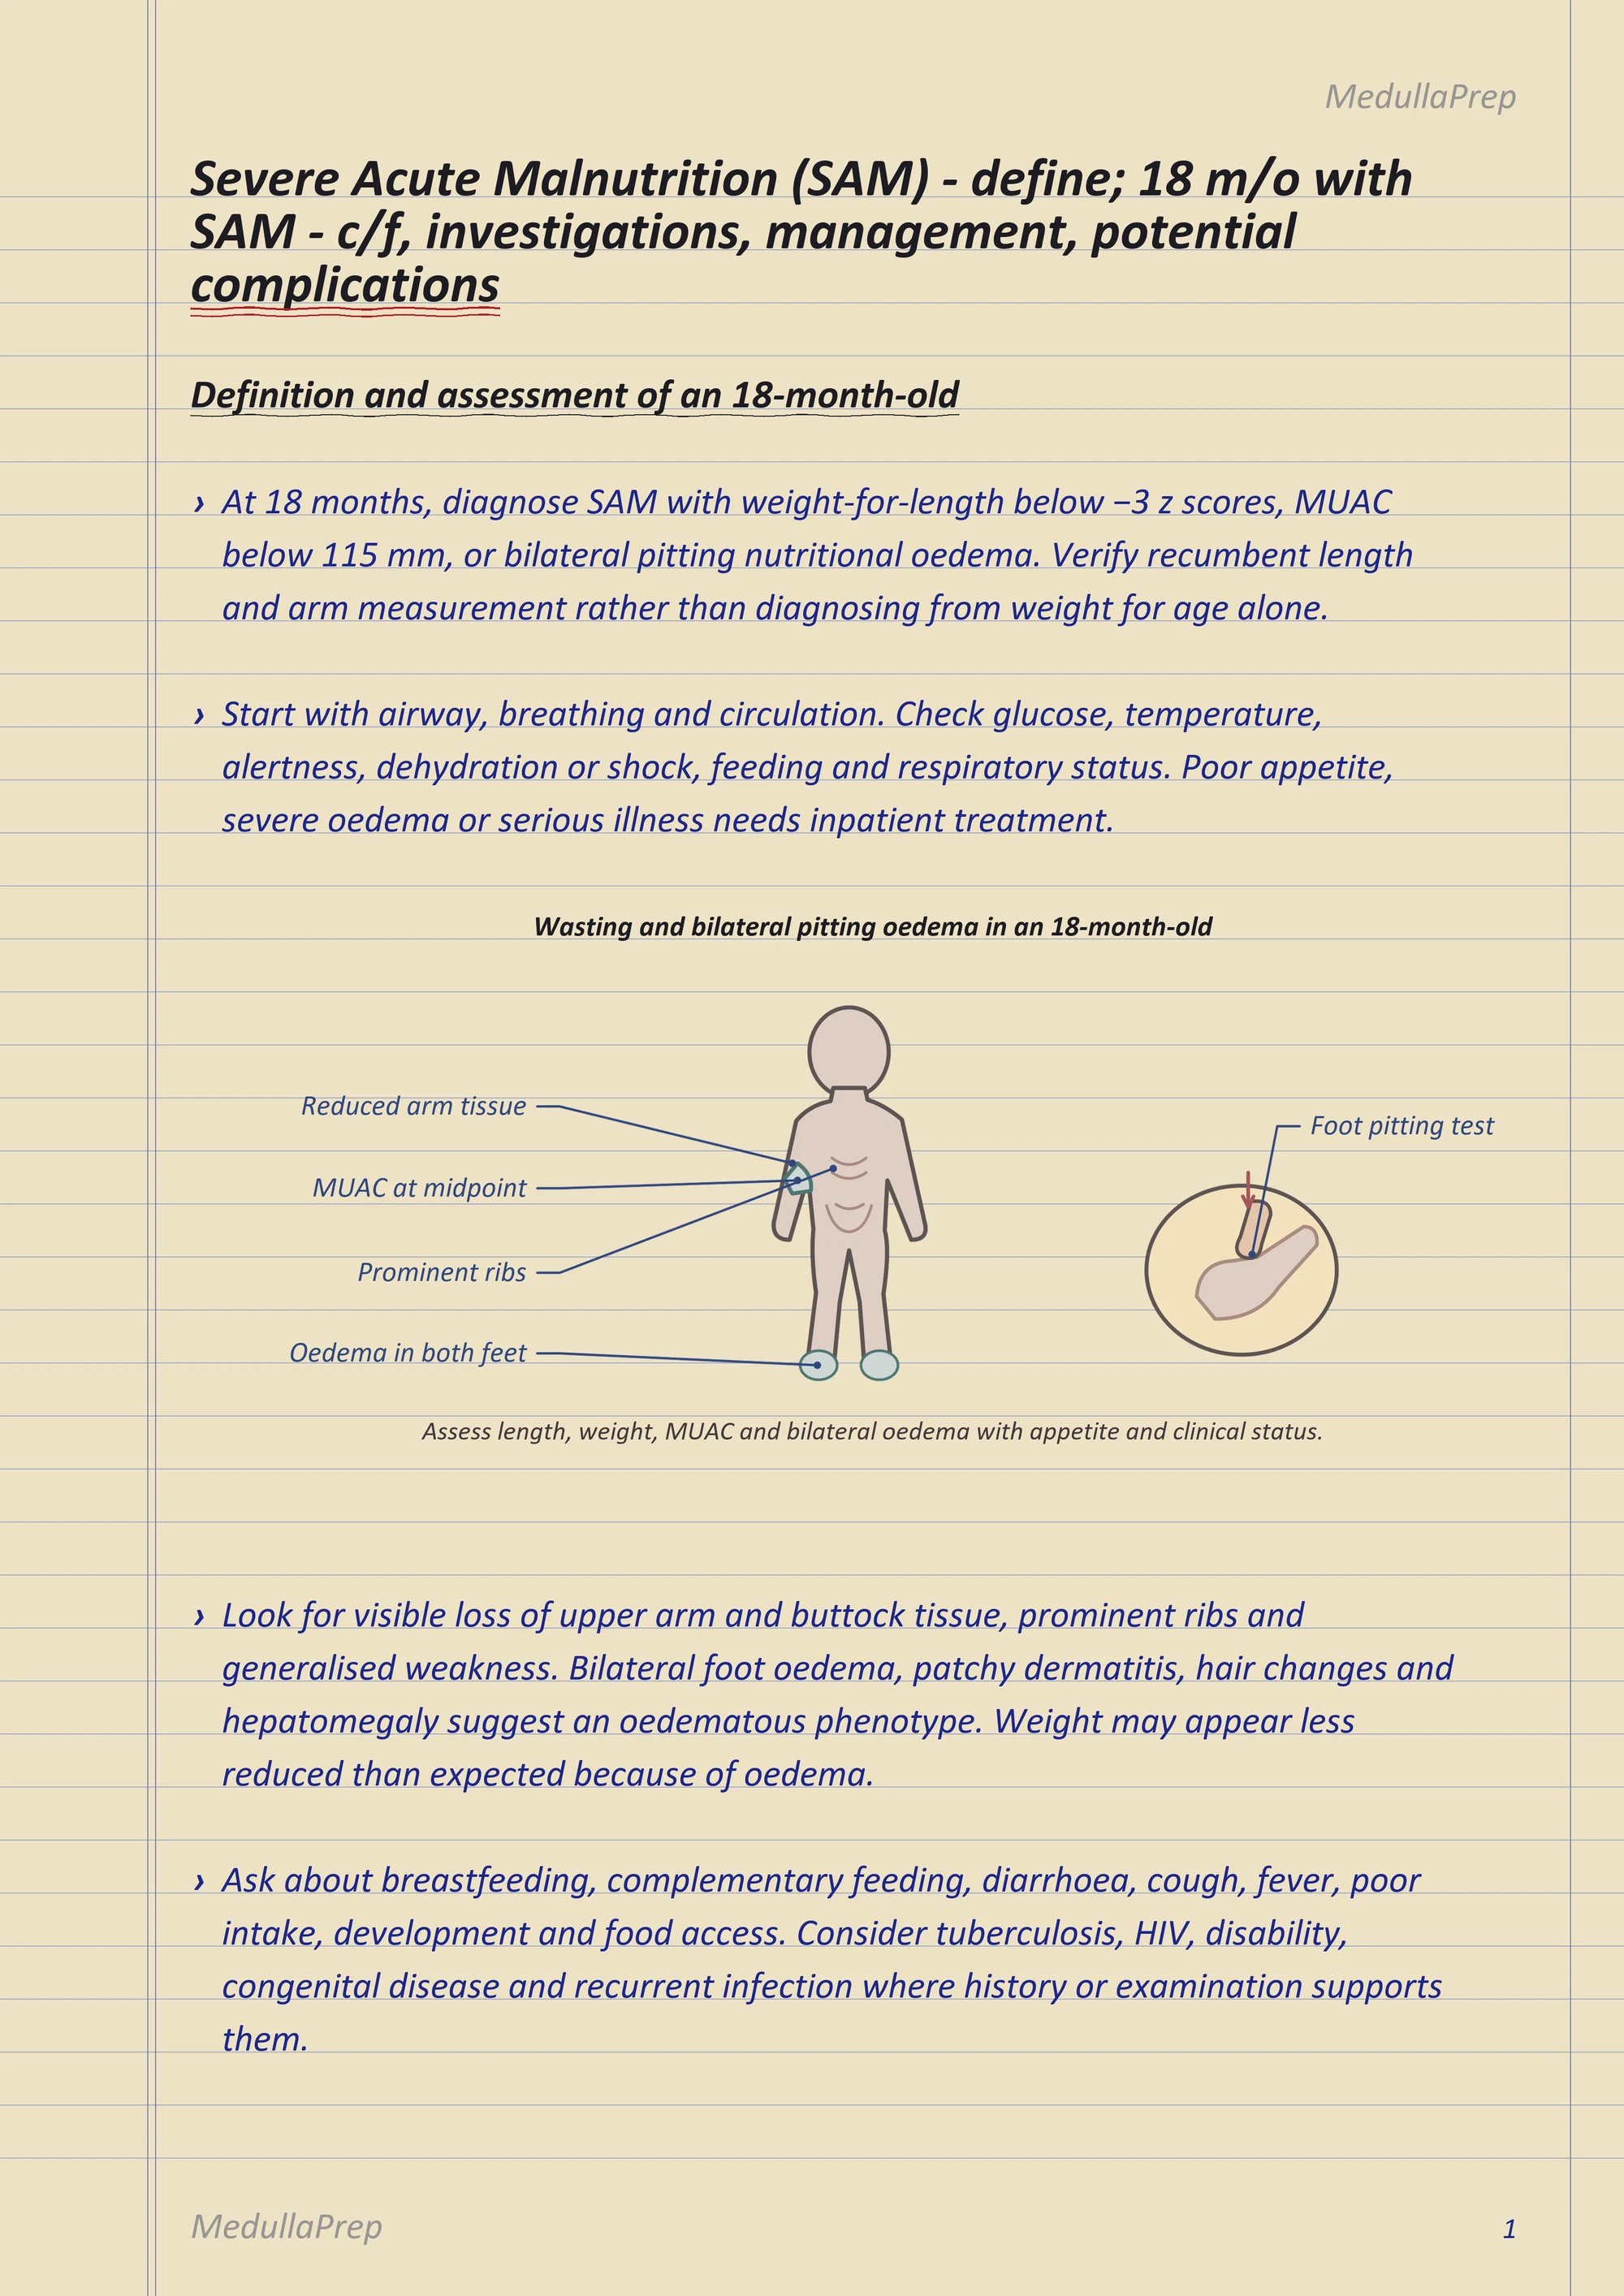 MedullaPrep
Severe Acute Malnutrition (SAM) - define; 18 m/o with
SAM - c/f, investigations, management, potential
complications
Definition and assessment of an 18-month-old
› At 18 months, diagnose SAM with weight-for-length below −3 z scores, MUAC
below 115 mm, or bilateral pitting nutritional oedema. Verify recumbent length
and arm measurement rather than diagnosing from weight for age alone.
› Start with airway, breathing and circulation. Check glucose, temperature,
alertness, dehydration or shock, feeding and respiratory status. Poor appetite,
severe oedema or serious illness needs inpatient treatment.
Wasting and bilateral pitting oedema in an 18-month-old
Reduced arm tissue
Foot pitting test
MUAC at midpoint
Prominent ribs
Oedema in both feet
Assess length, weight, MUAC and bilateral oedema with appetite and clinical status.
› Look for visible loss of upper arm and buttock tissue, prominent ribs and
generalised weakness. Bilateral foot oedema, patchy dermatitis, hair changes and
hepatomegaly suggest an oedematous phenotype. Weight may appear less
reduced than expected because of oedema.
› Ask about breastfeeding, complementary feeding, diarrhoea, cough, fever, poor
intake, development and food access. Consider tuberculosis, HIV, disability,
congenital disease and recurrent infection where history or examination supports
them.
MedullaPrep
1